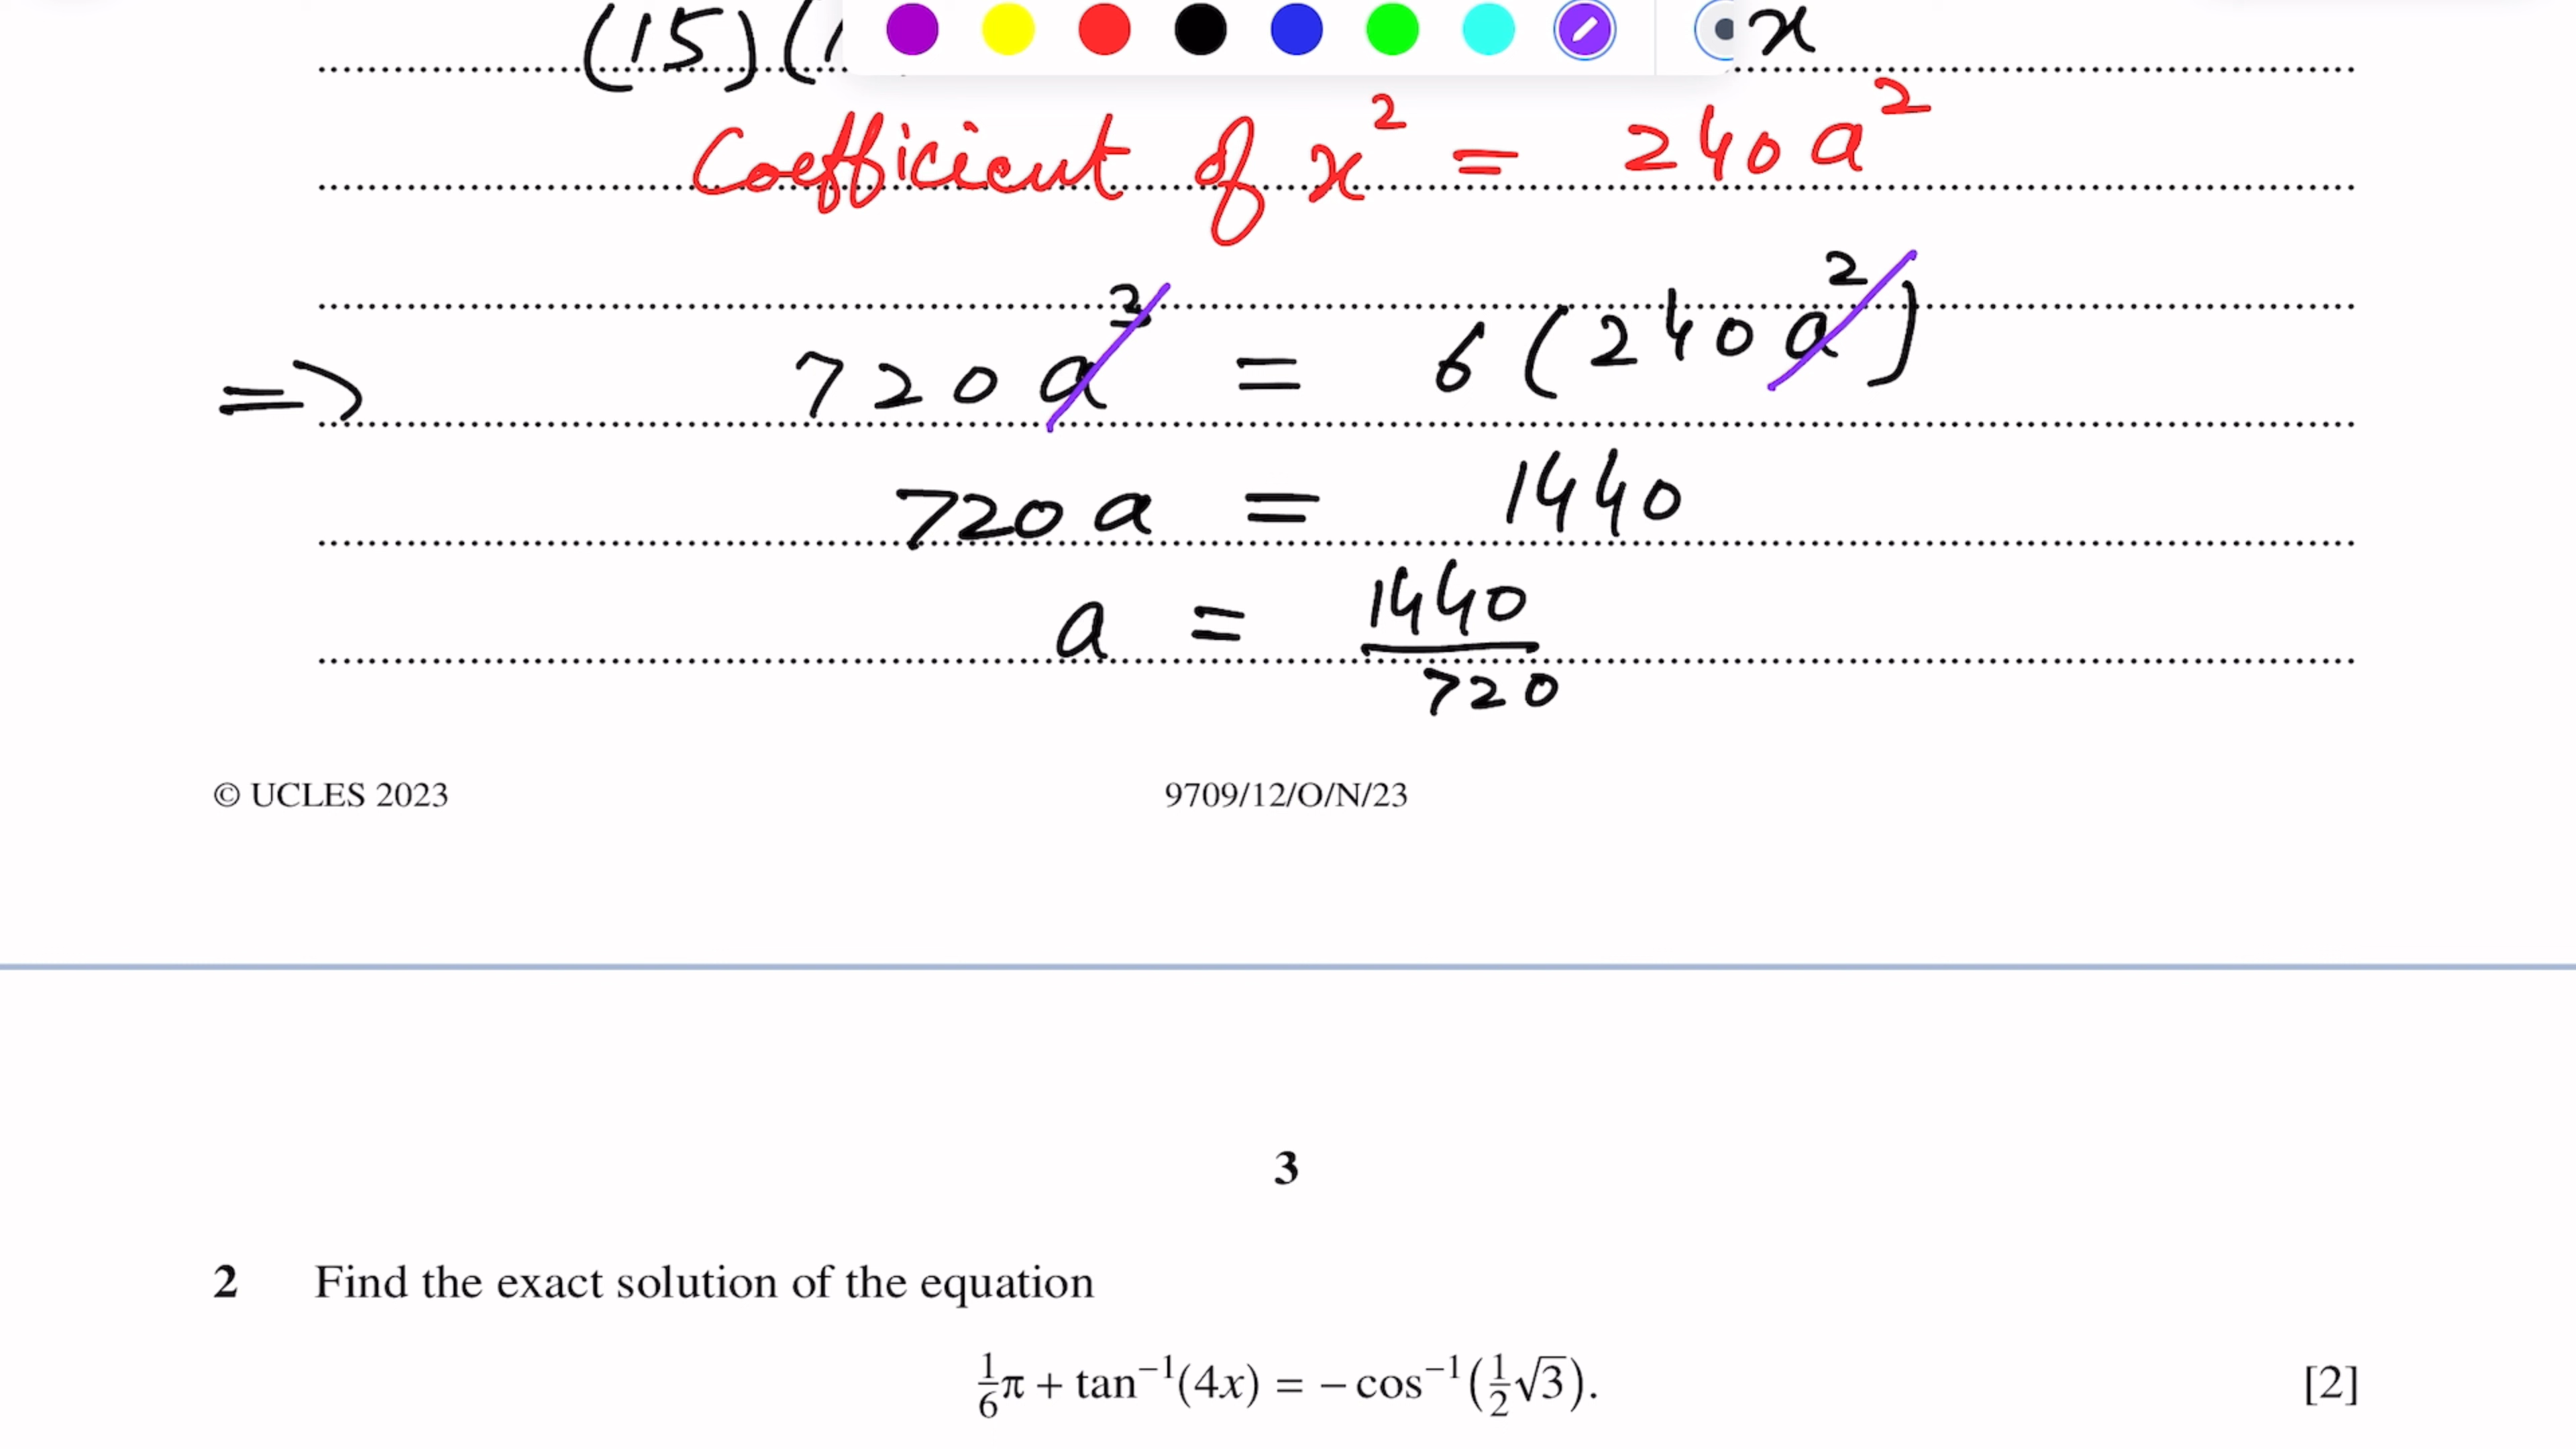 (15)( x
Coefficient of x² = 240a²
=> 720a³ = 6(240a²)
720a = 1440
a = 1440/720
© UCLES 2023 9709/12/O/N/23
3
2 Find the exact solution of the equation
⅙π + tan⁻¹(4x) = −cos⁻¹(½√3). [2]